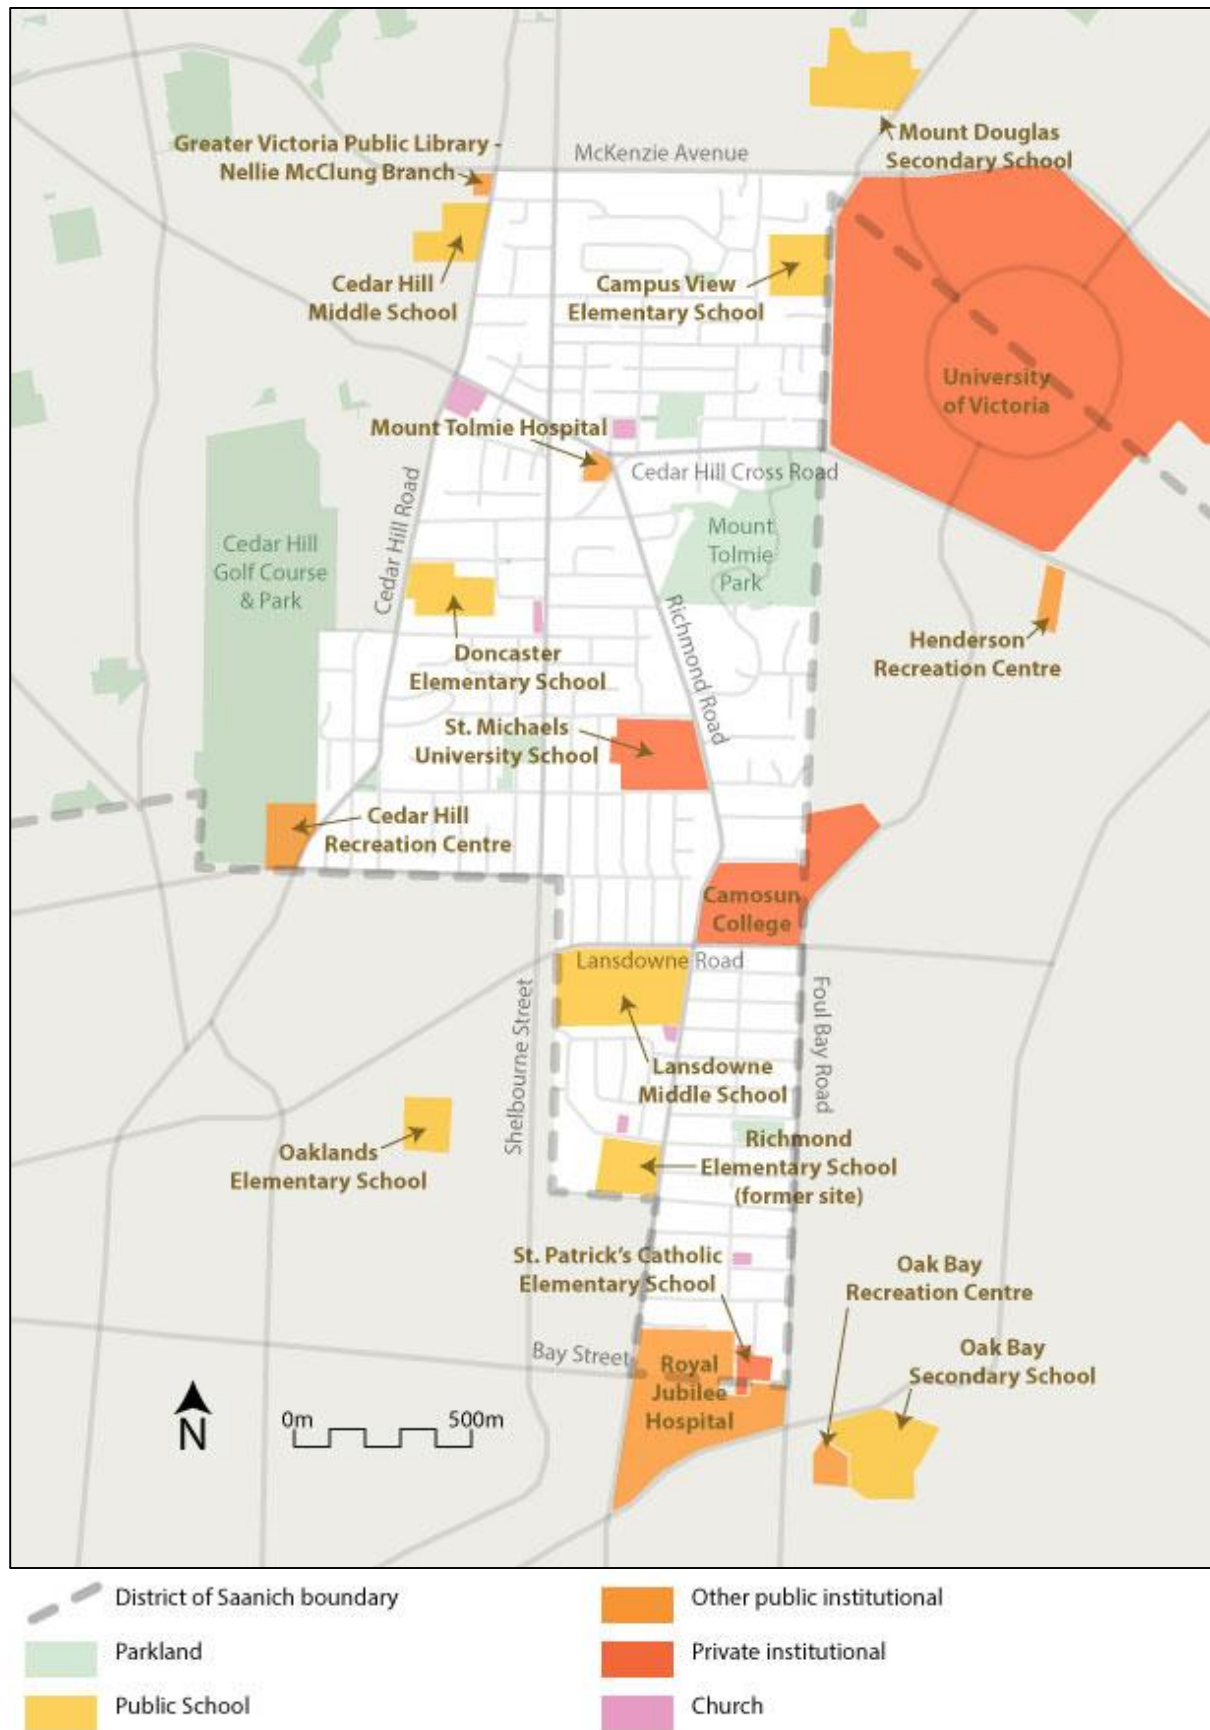 McKenzie Avenue
Mount Douglas
Secondary School
Greater Victoria Public Library -
Nellie McClung Branch
Cedar Hill
Middle School
Campus View
Elementary School
University
of Victoria
Mount Tolmie Hospital
Cedar Hill Cross Road
Cedar Hill Road
Mount
Tolmie
Park
Cedar Hill
Golf Course
& Park
Richmond Road
Henderson
Recreation Centre
Doncaster
Elementary School
St. Michaels
University School
Cedar Hill
Recreation Centre
Camosun
College
Lansdowne Road
Shelbourne Street
Foul Bay Road
Lansdowne
Middle School
Oaklands
Elementary School
Richmond
Elementary School
(former site)
St. Patrick's Catholic
Elementary School
Oak Bay
Recreation Centre
Oak Bay
Secondary School
Bay Street
Royal
Jubilee
Hospital
N
0m
500m
District of Saanich boundary
Parkland
Public School
Other public institutional
Private institutional
Church